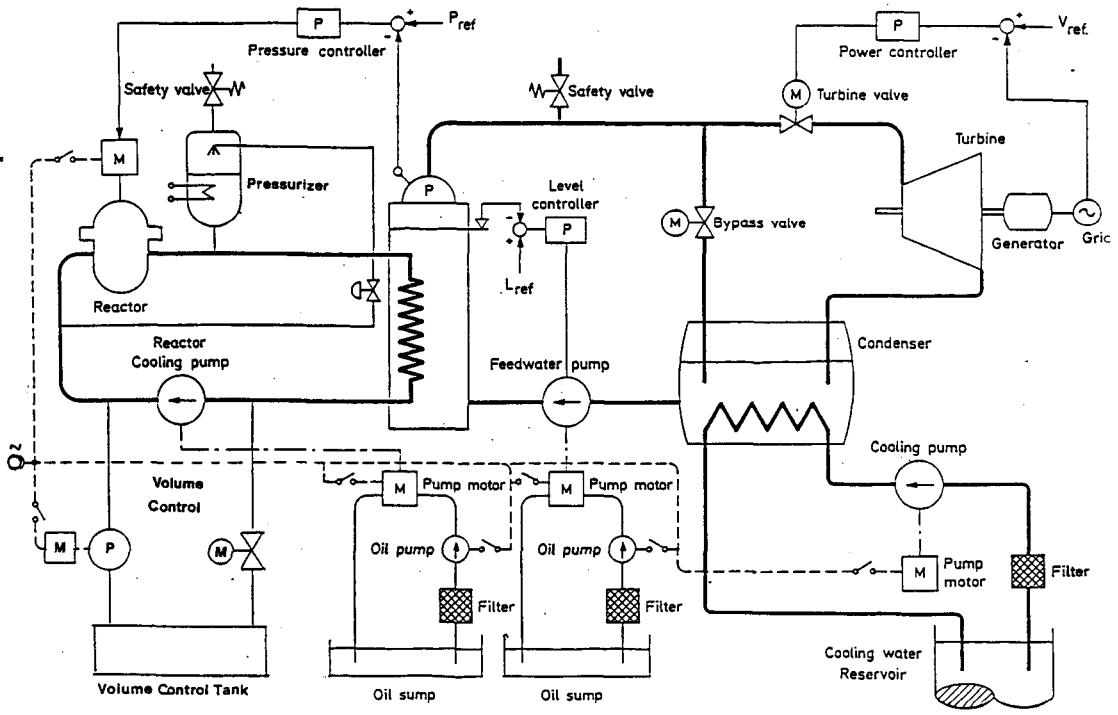 P
+
P ref
-
Pressure controller
P
+
V ref.
-
Power controller
Safety valve
Safety valve
M
Turbine valve
M
Turbine
Pressurizer
P
Level
controller
-
+
P
M
Bypass valve
Generator
Gric
L ref
Reactor
Reactor
Cooling pump
Feedwater pump
Condenser
Cooling pump
Volume
Control
M
Pump motor
M
Pump motor
M
P
M
Oil pump
Oil pump
M
Pump
motor
Filter
Filter
Filter
Cooling water
Reservoir
Volume Control Tank
Oil sump
Oil sump